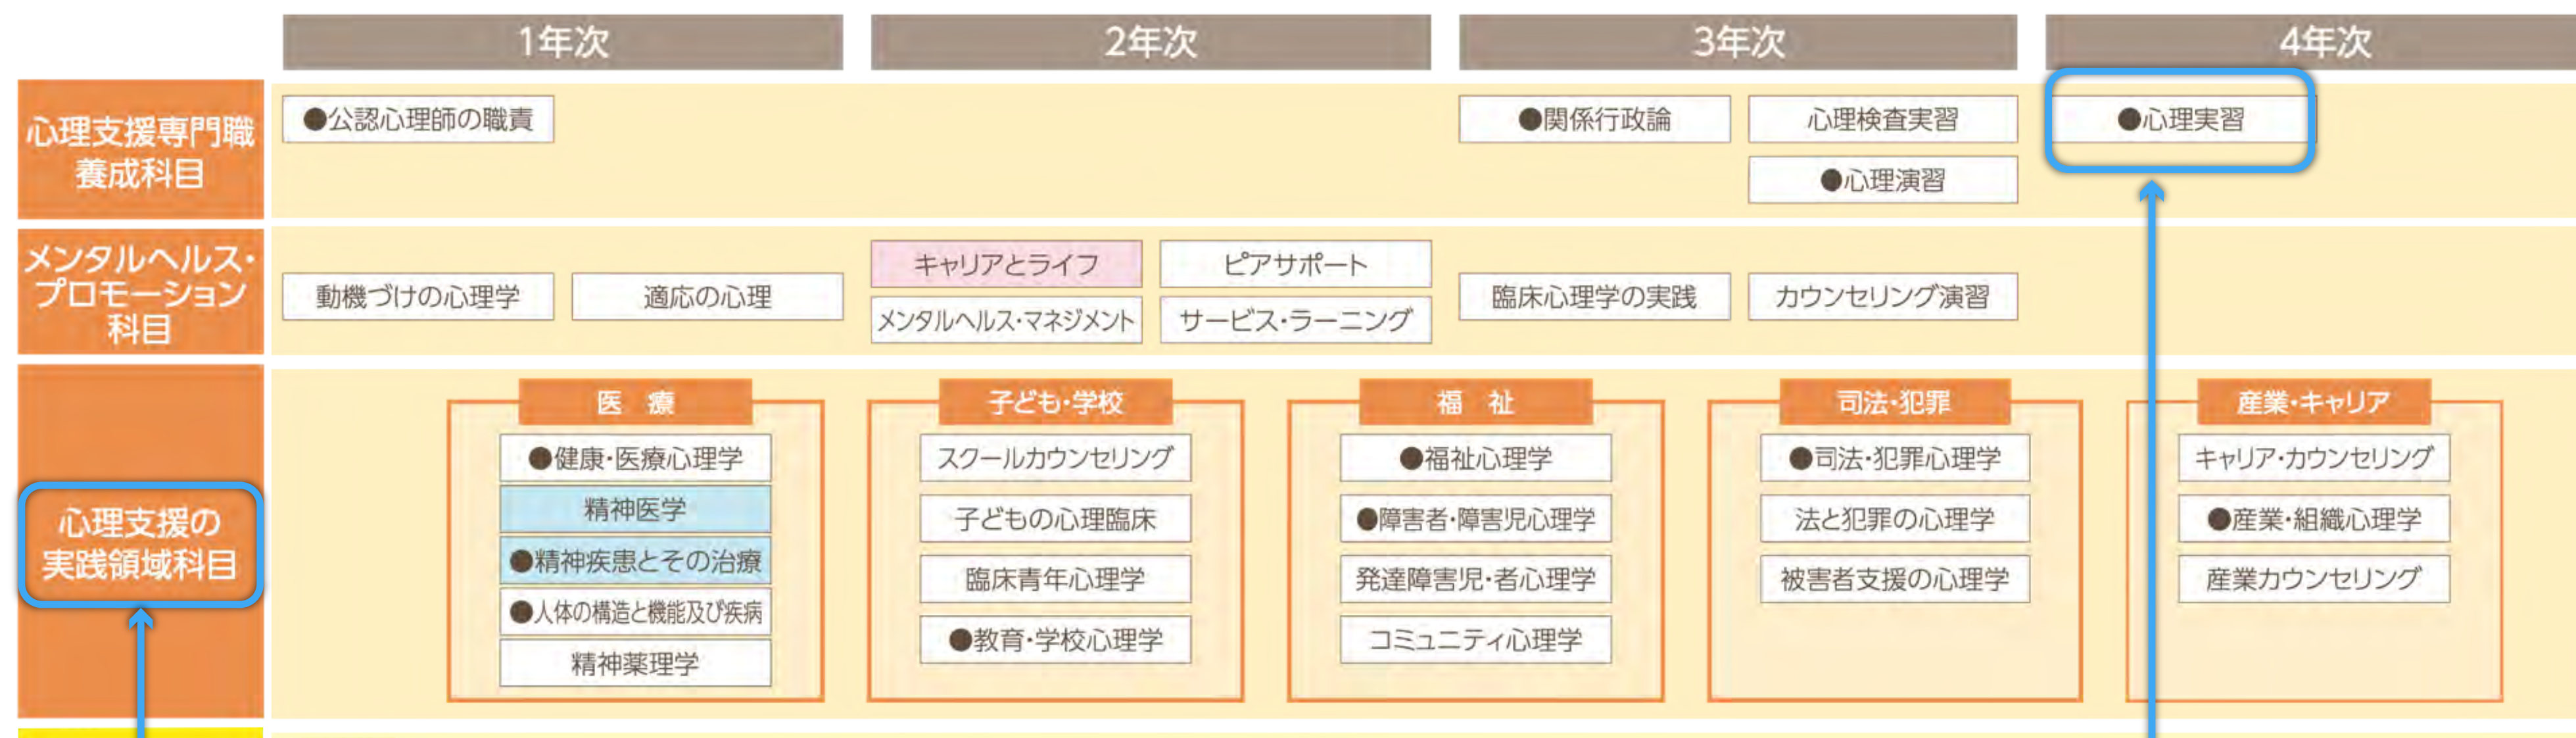 1年次
2年次
3年次
4年次
心理支援専門職
養成科目
●公認心理師の職責
●関係行政論
心理検査実習
●心理演習
●心理実習
メンタルヘルス・
プロモーション
科目
動機づけの心理学
適応の心理
キャリアとライフ
ピアサポート
メンタルヘルス・マネジメント
サービス・ラーニング
臨床心理学の実践
カウンセリング演習
心理支援の
実践領域科目
医療
●健康・医療心理学
精神医学
●精神疾患とその治療
●人体の構造と機能及び疾病
精神薬理学
子ども・学校
スクールカウンセリング
子どもの心理臨床
臨床青年心理学
●教育・学校心理学
福祉
●福祉心理学
●障害者・障害児心理学
発達障害児・者心理学
コミュニティ心理学
司法・犯罪
●司法・犯罪心理学
法と犯罪の心理学
被害者支援の心理学
産業・キャリア
キャリア・カウンセリング
●産業・組織心理学
産業カウンセリング